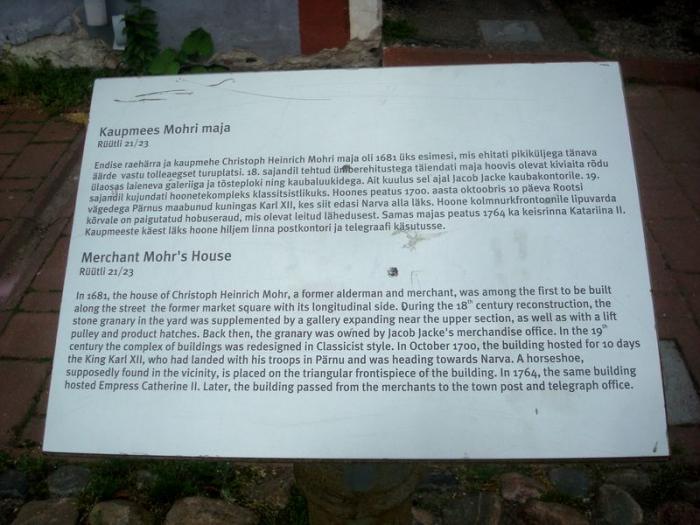 Kaupmees Mohri maja
Rüütli 21/23
Endise raehärra ja kaupmehe Christoph Heinrich Mohri maja oli 1681 üks esimesi, mis ehitati pikiküljega tänava
äärde vastu tolleaegset turuplatsi. 18. sajandil tehtud ümberehitustega täiendati maja hoovis olevat kiviaita rõdu
ülaosas laieneva galeriiga ja tõsteploki ning kaubaluukidega. Ait kuulus sel ajal Jacob Jacke kaubakontorile. 19.
sajandil kujundati hoonetekompleks klassitsistlikuks. Hoones peatus 1700. aasta oktoobris 10 päeva Rootsi
vägedega Pärnus maabunud kuningas Karl XII, kes siit edasi Narva alla läks. Hoone kolmnurkfrontoonile lipuvarda
kõrvale on paigutatud hobuseraud, mis olevat leitud lähedusest. Samas majas peatus 1764 ka keisrinna Katariina II.
Kaupmeeste käest läks hoone hiljem linna postkontori ja telegraafi käsutusse.
Merchant Mohr's House
Rüütli 21/23
In 1681, the house of Christoph Heinrich Mohr, a former alderman and merchant, was among the first to be built
along the street the former market square with its longitudinal side. During the 18th century reconstruction, the
stone granary in the yard was supplemented by a gallery expanding near the upper section, as well as with a lift
pulley and product hatches. Back then, the granary was owned by Jacob Jacke's merchandise office. In the 19th
century the complex of buildings was redesigned in Classicist style. In October 1700, the building hosted for 10 days
the King Karl XII, who had landed with his troops in Pärnu and was heading towards Narva. A horseshoe,
supposedly found in the vicinity, is placed on the triangular frontispiece of the building. In 1764, the same building
hosted Empress Catherine II. Later, the building passed from the merchants to the town post and telegraph office.